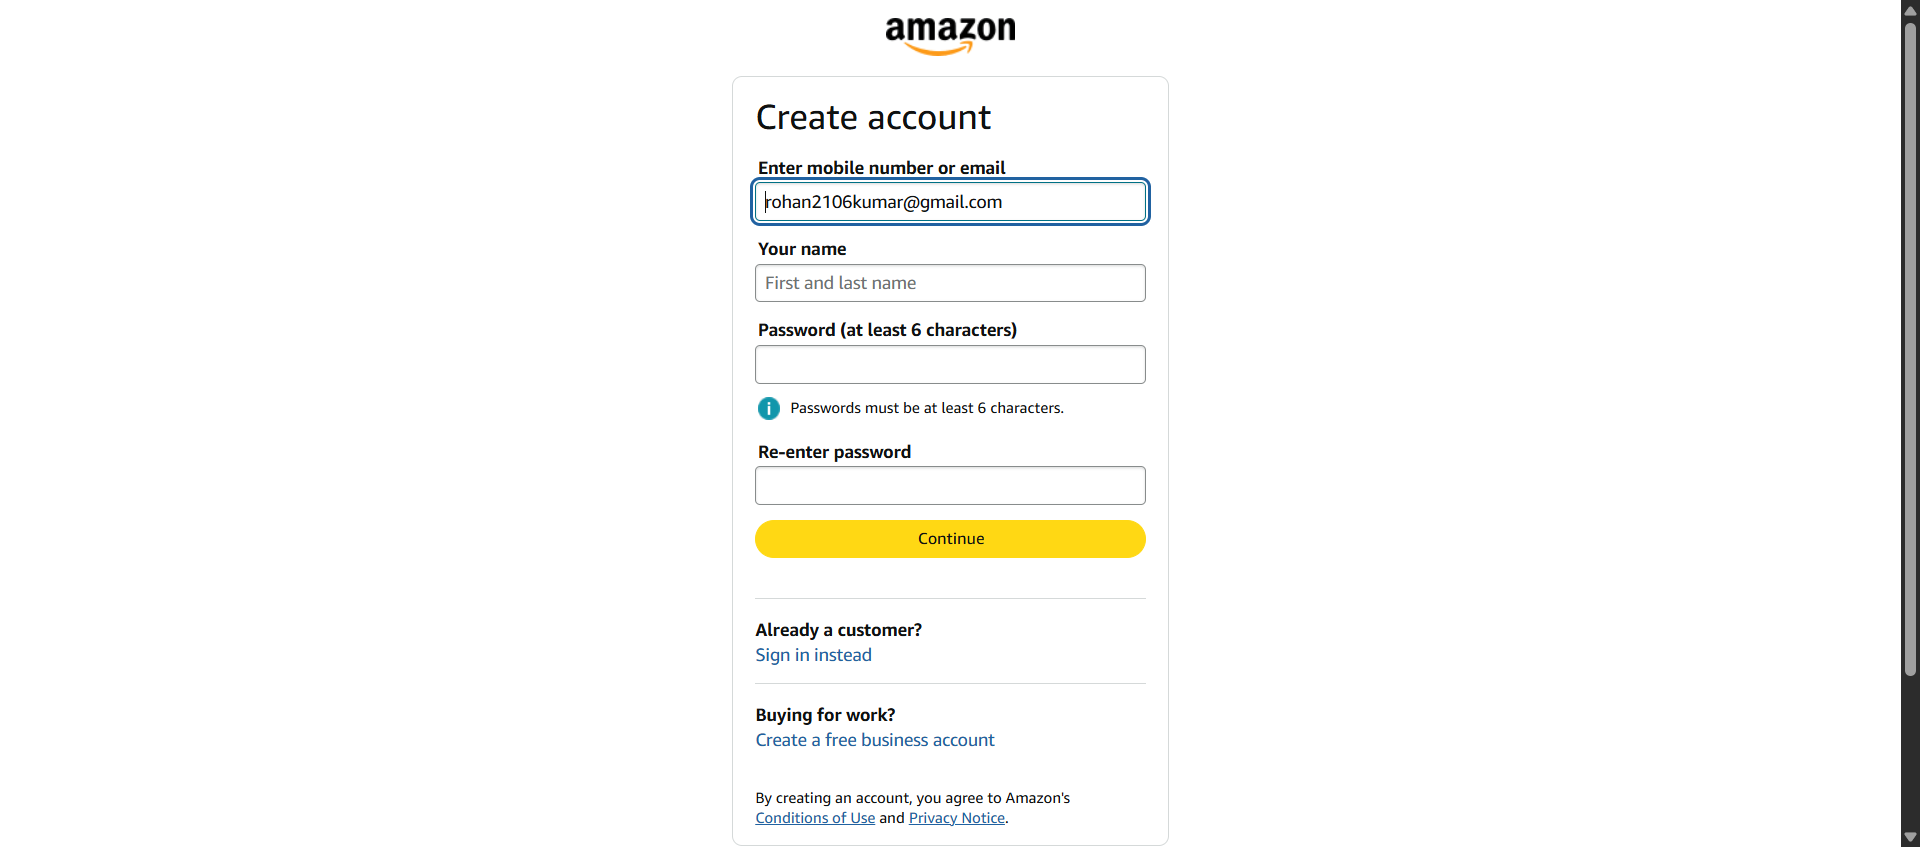 amazon
Create account
Enter mobile number or email
rohan2106kumar@gmail.com
Your name
First and last name
Password (at least 6 characters)
i Passwords must be at least 6 characters.
Re-enter password
Continue
Already a customer?
Sign in instead
Buying for work?
Create a free business account
By creating an account, you agree to Amazon's
Conditions of Use and Privacy Notice.